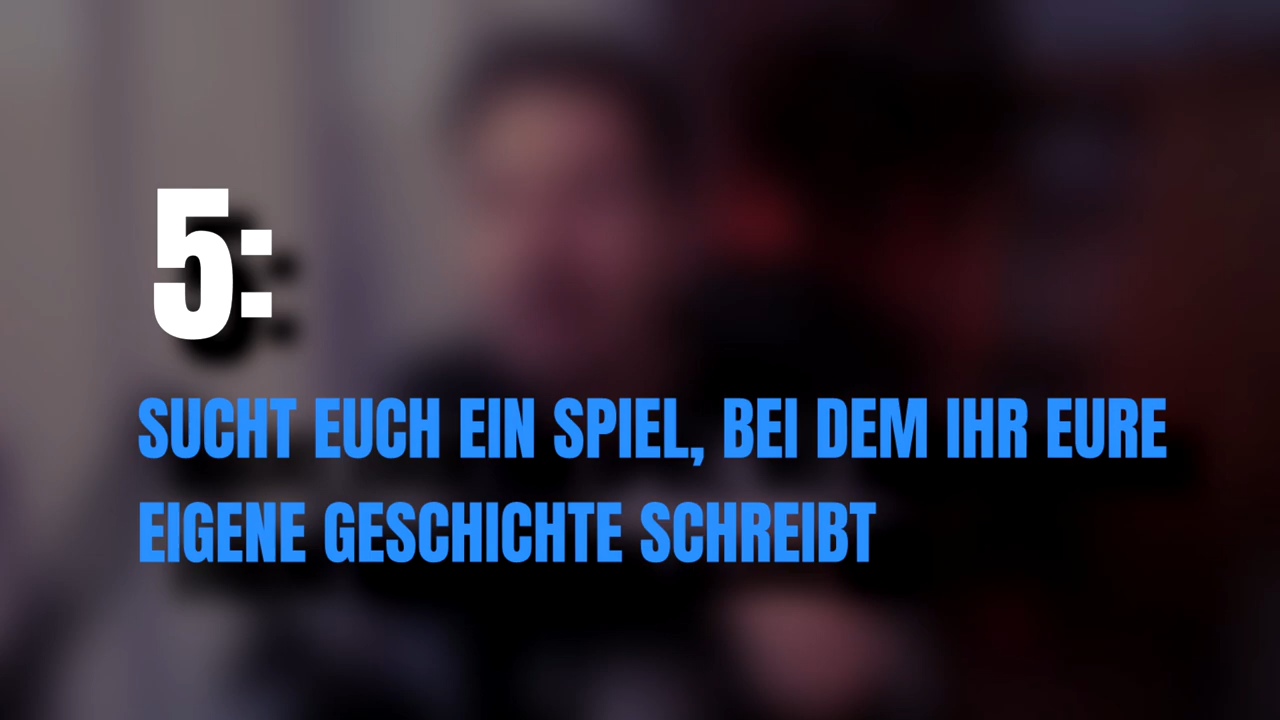 5:
SUCHT EUCH EIN SPIEL, BEI DEM IHR EURE
EIGENE GESCHICHTE SCHREIBT